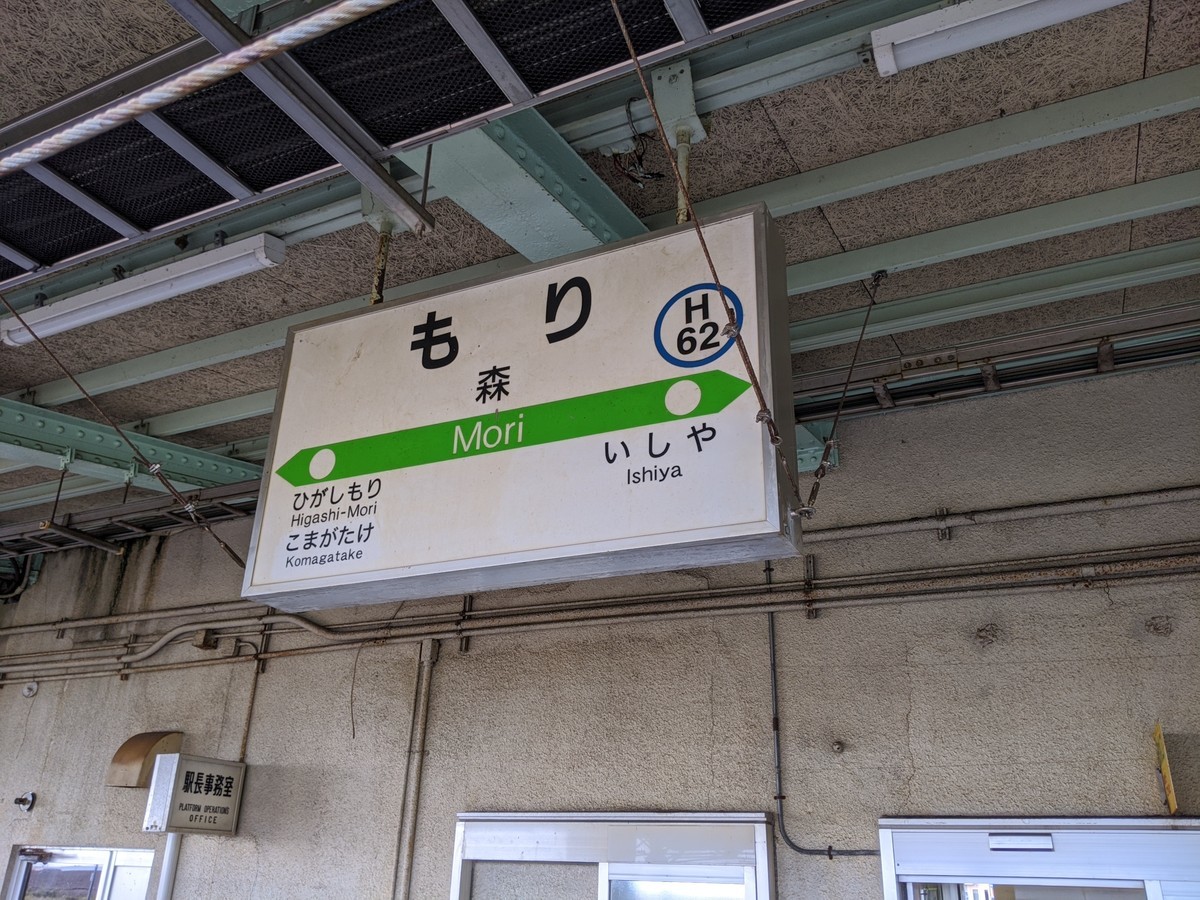 もり
H
62
森
Mori
いしや
Ishiya
ひがしもり
Higashi-Mori
こまがたけ
Komagatake
駅長事務室
PLATFORM OPERATIONS
OFFICE